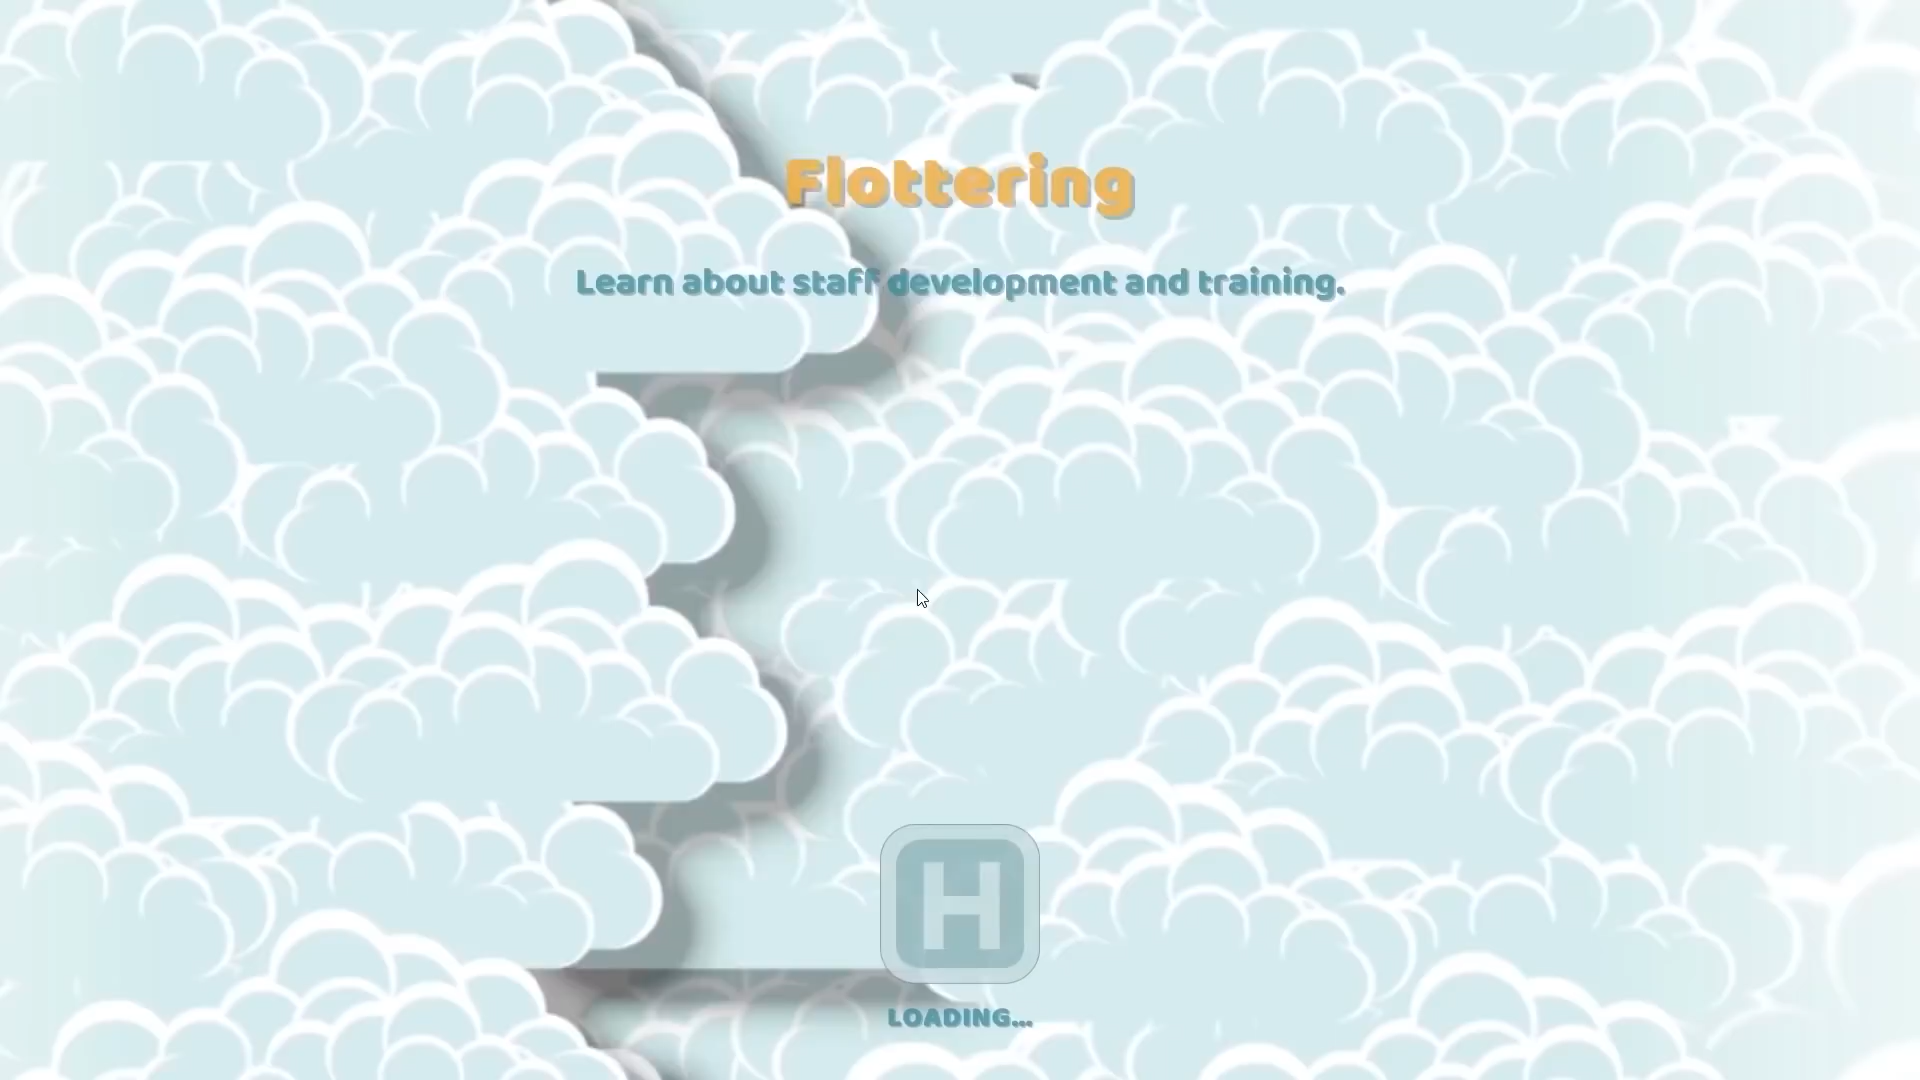 Flottering
Learn about staff development and training.
H
LOADING...